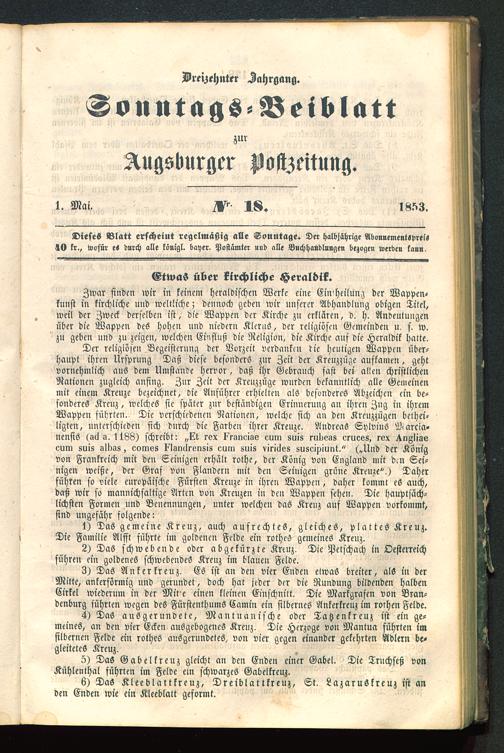 Dreizehnter Jahrgang.
Sonntags-Beiblatt
zur
Augsburger Postzeitung.
1. Mai. Nr. 18. 1853.
Dieses Blatt erscheint regelmäßig alle Sonntage. Der halbjährige Abonnementspreis
40 kr., wofür es durch alle königl. bayer. Postämter und alle Buchhandlungen bezogen werden kann.
Etwas über kirchliche Heraldik.
Zwar finden wir in keinem heraldischen Werke eine Eintheilung der Wappen-
kunst in kirchliche und weltliche; dennoch geben wir unserer Abhandlung obigen Titel,
weil der Zweck derselben ist, die Wappen der Kirche zu erklären, d. h. Andeutungen
über die Wappen des hohen und niedern Klerus, der religiösen Gemeinden u. s. w.
zu geben und zu zeigen, welchen Einfluß die Religion, die Kirche auf die Heraldik hatte.
Der religiösen Begeisterung der Vorzeit verdanken die heutigen Wappen über-
haupt ihren Ursprung. Daß diese besonders zur Zeit der Kreuzzüge aufkamen, geht
vornehmlich aus dem Umstande hervor, daß ihr Gebrauch fast bei allen christlichen
Nationen zugleich anfing. Zur Zeit der Kreuzzüge wurden bekanntlich alle Gemeinen
mit einem Kreuze bezeichnet, die Anführer erhielten als besonderes Abzeichen ein be-
sonderes Kreuz, welches sie später zur beständigen Erinnerung an ihren Zug in ihrem
Wappen führten. Die verschiedenen Nationen, welche sich an den Kreuzzügen bethei-
ligten, unterschieden sich durch die Farben ihrer Kreuze. Andreas Sylvius Marcia-
nensis (ad a. 1188) schreibt: „Et rex Franciae cum suis rubeas cruces, rex Angliae
cum suis albas, comes Flandrensis cum suis virides suscipiunt.“ („Und der König
von Frankreich mit den Seinigen erhält rothe, der König von England mit den Sei-
nigen weiße, der Graf von Flandern mit den Seinigen grüne Kreuze“.) Daher
führen so viele europäische Fürsten Kreuze in ihren Wappen, daher kommt es auch,
daß wir so mannichfaltige Arten von Kreuzen in den Wappen sehen. Die hauptsäch-
lichsten Formen und Benennungen, unter welchen das Kreuz auf Wappen vorkommt,
sind ungefähr folgende:
1) Das gemeine Kreuz, auch aufrechtes, gleiches, plattes Kreuz.
Die Familie Alfft führte im goldenen Felde ein rothes gemeines Kreuz.
2) Das schwebende oder abgekürzte Kreuz. Die Petschach in Oesterreich
führen ein goldenes schwebendes Kreuz im blauen Felde.
3) Das Ankerkreuz. Es ist an den vier Enden etwas breiter, als in der
Mitte, ankerförmig und gerundet, doch hat jeder der die Rundung bildenden halben
Cirkel wiederum in der Mitte einen kleinen Einschnitt. Die Markgrafen von Bran-
denburg führten wegen des Fürstenthums Camin ein silbernes Ankerkreuz im rothen Felde.
4) Das ausgerundete, Mantuanische oder Tatzenkreuz ist ein ge-
meines, an den vier Ecken ausgebogenes Kreuz. Die Herzoge von Mantua führten im
silbernen Felde ein rothes ausgerundetes, von vier gegen einander gekehrten Adlern be-
gleitetes Kreuz.
5) Das Gabelkreuz gleicht an den Enden einer Gabel. Die Truchseß von
Kühlenthal führten im Felde ein schwarzes Gabelkreuz.
6) Das Kleeblattkreuz, Dreiblattkreuz, St. Lazaruskreuz ist an
den Enden wie ein Kleeblatt geformt.